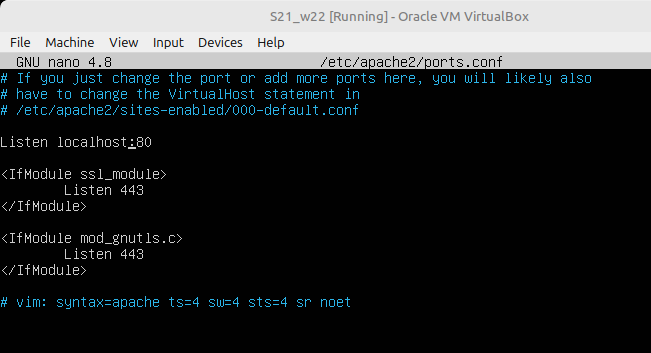 S21_w22 [Running] - Oracle VM VirtualBox
File Machine View Input Devices Help
GNU nano 4.8 /etc/apache2/ports.conf
# If you just change the port or add more ports here, you will likely also
# have to change the VirtualHost statement in
# /etc/apache2/sites-enabled/000-default.conf
Listen localhost:80
<IfModule ssl_module>
Listen 443
</IfModule>
<IfModule mod_gnutls.c>
Listen 443
</IfModule>
# vim: syntax=apache ts=4 sw=4 sts=4 sr noet